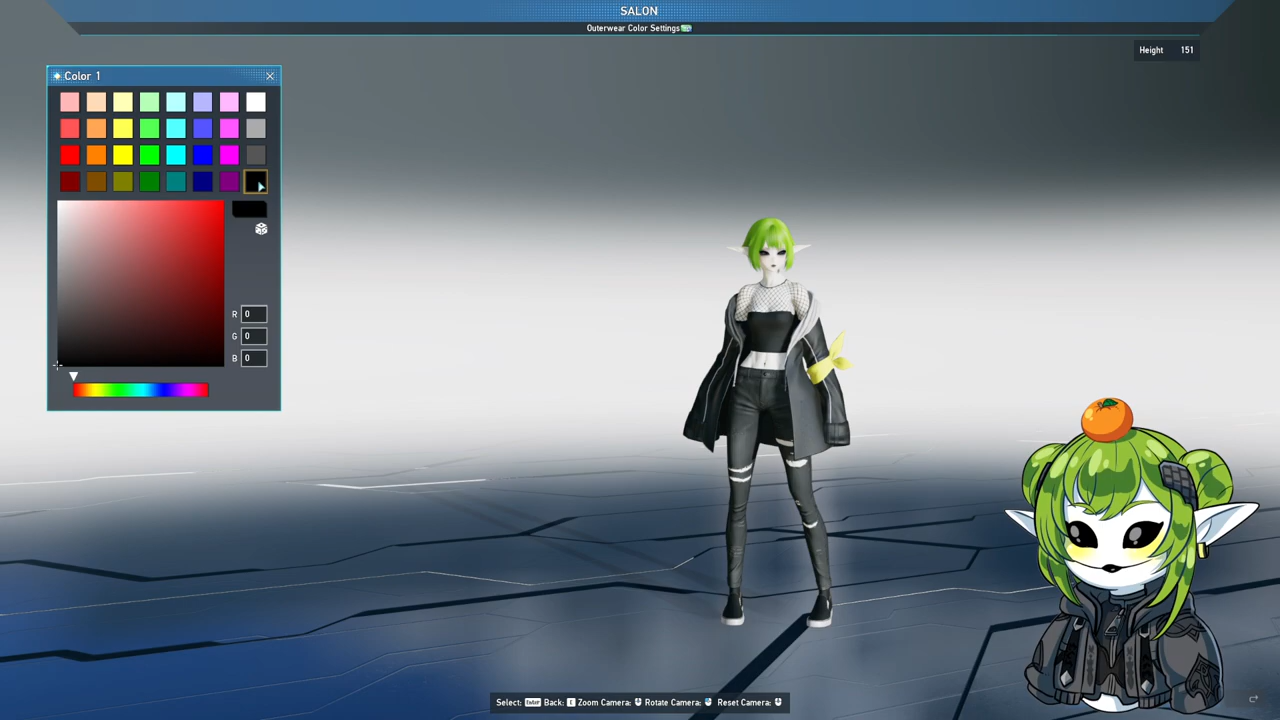 SALON
Outerwear Color Settings
Height 151
Color 1
R 0
G 0
B 0
Select: Enter Back: Zoom Camera: Rotate Camera: Reset Camera: